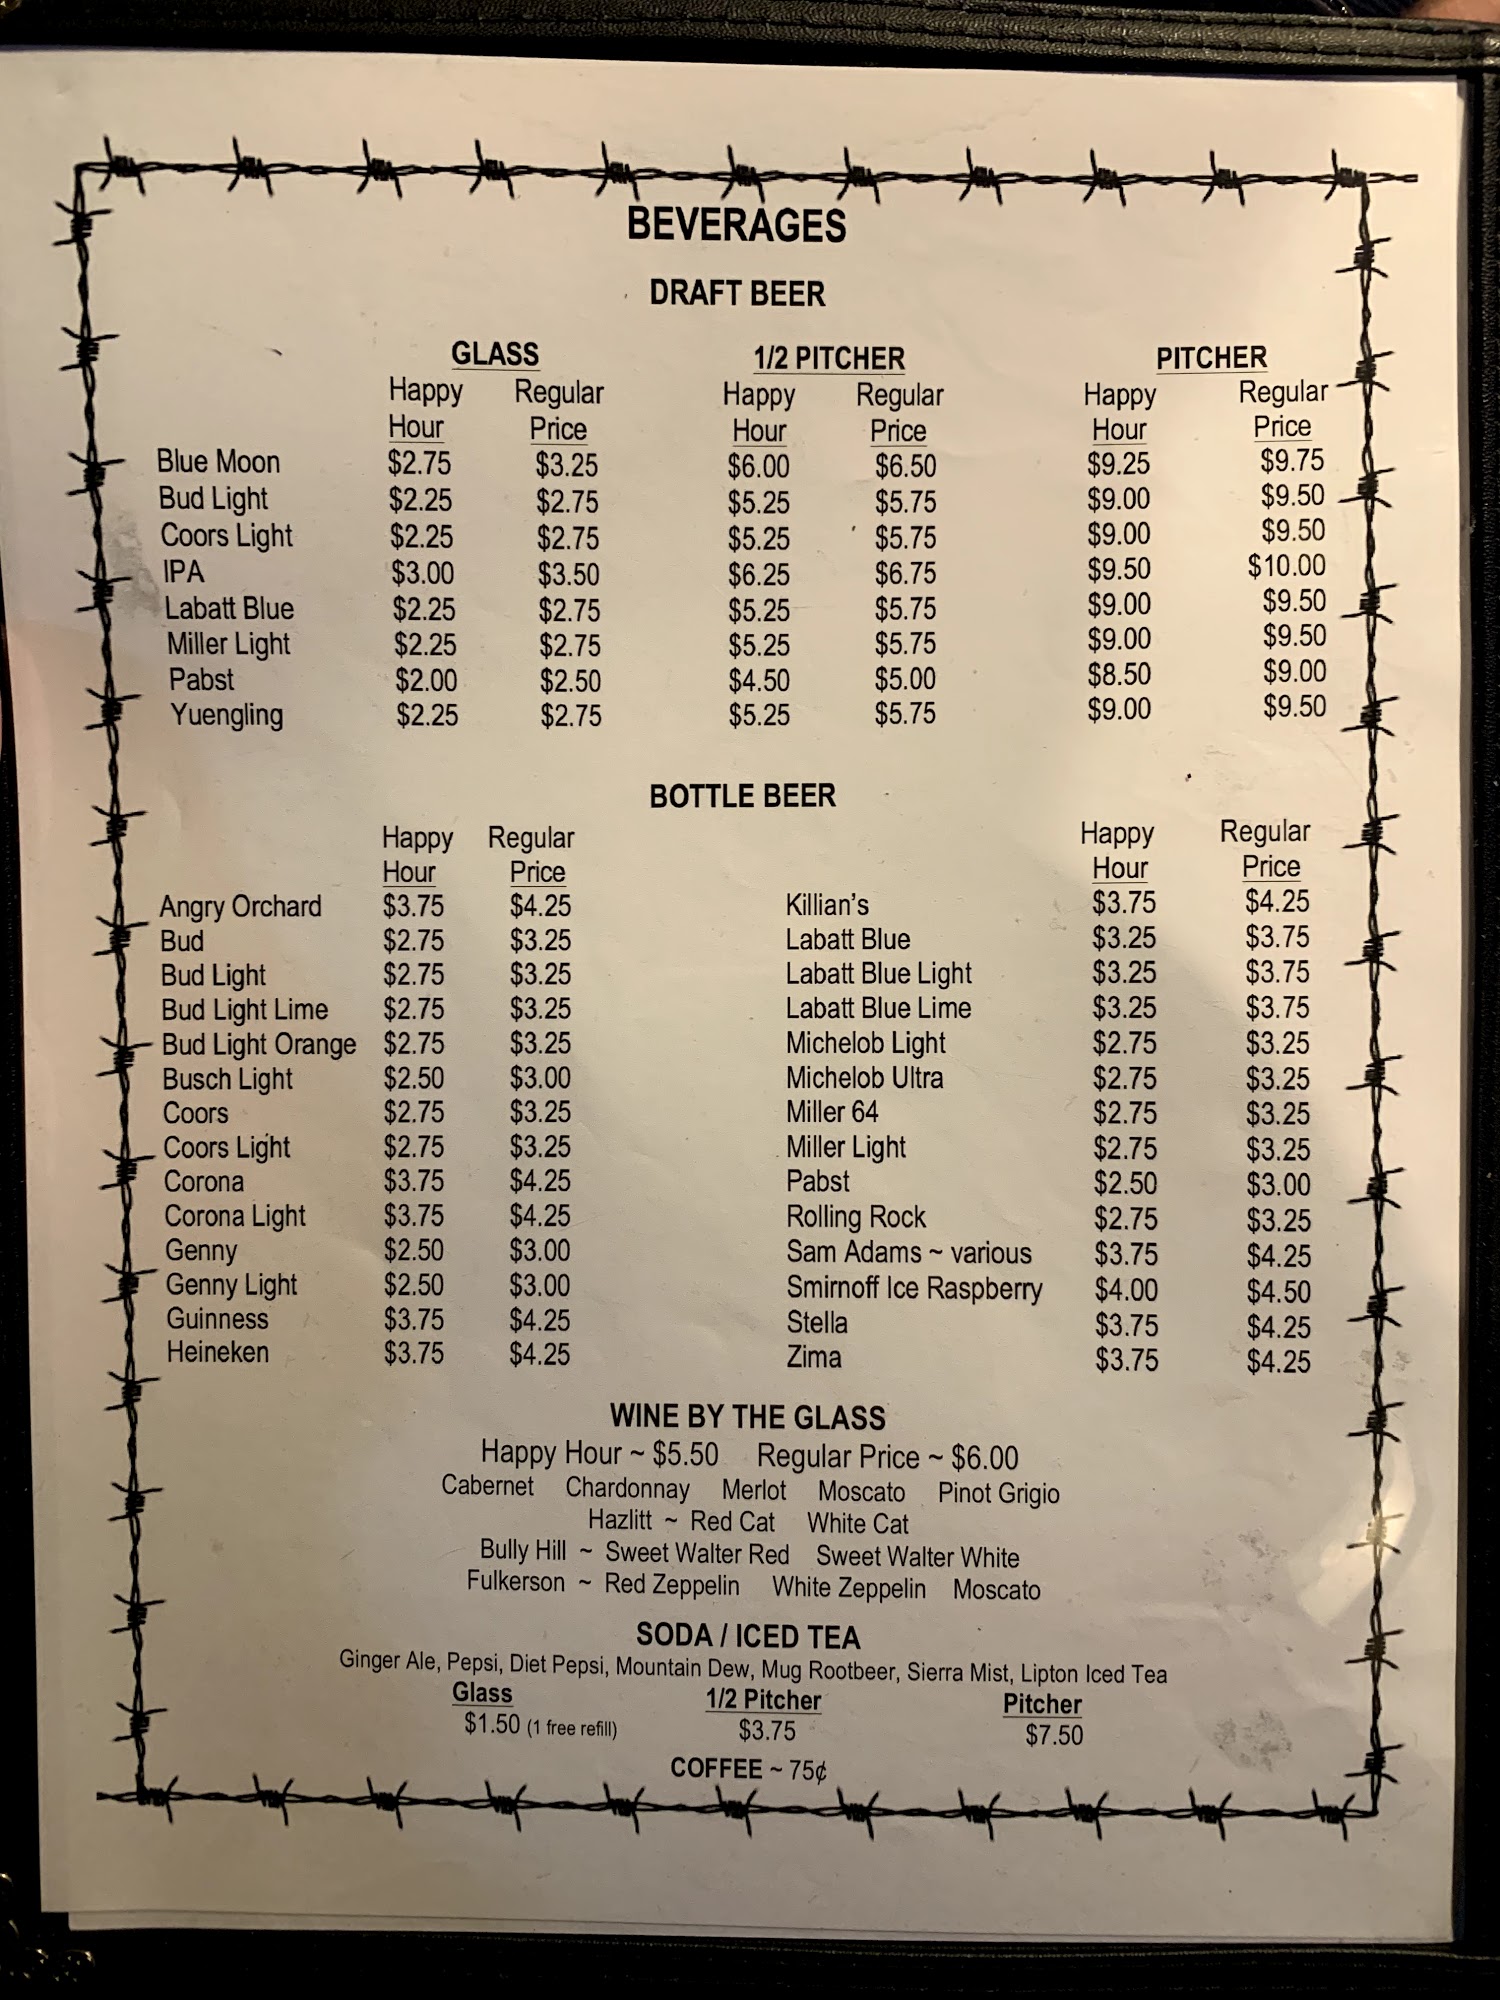 BEVERAGES
DRAFT BEER
GLASS 1/2 PITCHER PITCHER
Happy Regular Happy Regular Happy Regular
Hour Price Hour Price Hour Price
Blue Moon $2.75 $3.25 $6.00 $6.50 $9.25 $9.75
Bud Light $2.25 $2.75 $5.25 $5.75 $9.00 $9.50
Coors Light $2.25 $2.75 $5.25 $5.75 $9.00 $9.50
IPA $3.00 $3.50 $6.25 $6.75 $9.50 $10.00
Labatt Blue $2.25 $2.75 $5.25 $5.75 $9.00 $9.50
Miller Light $2.25 $2.75 $5.25 $5.75 $9.00 $9.50
Pabst $2.00 $2.50 $4.50 $5.00 $8.50 $9.00
Yuengling $2.25 $2.75 $5.25 $5.75 $9.00 $9.50
BOTTLE BEER
Happy Regular Happy Regular
Hour Price Hour Price
Angry Orchard $3.75 $4.25 Killian's $3.75 $4.25
Bud $2.75 $3.25 Labatt Blue $3.25 $3.75
Bud Light $2.75 $3.25 Labatt Blue Light $3.25 $3.75
Bud Light Lime $2.75 $3.25 Labatt Blue Lime $3.25 $3.75
Bud Light Orange $2.75 $3.25 Michelob Light $2.75 $3.25
Busch Light $2.50 $3.00 Michelob Ultra $2.75 $3.25
Coors $2.75 $3.25 Miller 64 $2.75 $3.25
Coors Light $2.75 $3.25 Miller Light $2.75 $3.25
Corona $3.75 $4.25 Pabst $2.50 $3.00
Corona Light $3.75 $4.25 Rolling Rock $2.75 $3.25
Genny $2.50 $3.00 Sam Adams ~ various $3.75 $4.25
Genny Light $2.50 $3.00 Smirnoff Ice Raspberry $4.00 $4.50
Guinness $3.75 $4.25 Stella $3.75 $4.25
Heineken $3.75 $4.25 Zima $3.75 $4.25
WINE BY THE GLASS
Happy Hour ~ $5.50 Regular Price ~ $6.00
Cabernet Chardonnay Merlot Moscato Pinot Grigio
Hazlitt ~ Red Cat White Cat
Bully Hill ~ Sweet Walter Red Sweet Walter White
Fulkerson ~ Red Zeppelin White Zeppelin Moscato
SODA / ICED TEA
Ginger Ale, Pepsi, Diet Pepsi, Mountain Dew, Mug Rootbeer, Sierra Mist, Lipton Iced Tea
Glass 1/2 Pitcher Pitcher
$1.50 (1 free refill) $3.75 $7.50
COFFEE ~ 75¢